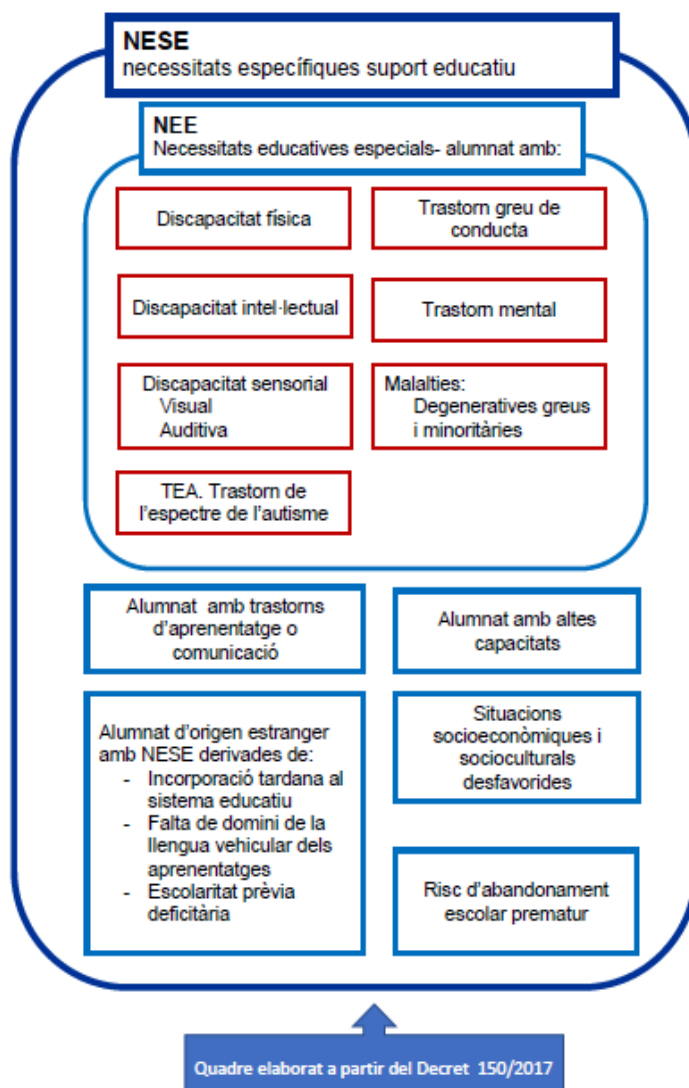 NESE
necessitats específiques suport educatiu
NEE
Necessitats educatives especials- alumnat amb:
Discapacitat física
Trastorn greu de
conducta
Discapacitat intel·lectual
Trastorn mental
Discapacitat sensorial
Visual
Auditiva
Malalties:
Degeneratives greus
i minoritàries
TEA. Trastorn de
l'espectre de l'autisme
Alumnat amb trastorns
d'aprenentatge o
comunicació
Alumnat amb altes
capacitats
Alumnat d'origen estranger
amb NESE derivades de:
- Incorporació tardana al
sistema educatiu
- Falta de domini de la
llengua vehicular dels
aprenentatges
- Escolaritat prèvia
deficitària
Situacions
socioeconòmiques i
socioculturals
desfavorides
Risc d'abandonament
escolar prematur
Quadre elaborat a partir del Decret 150/2017